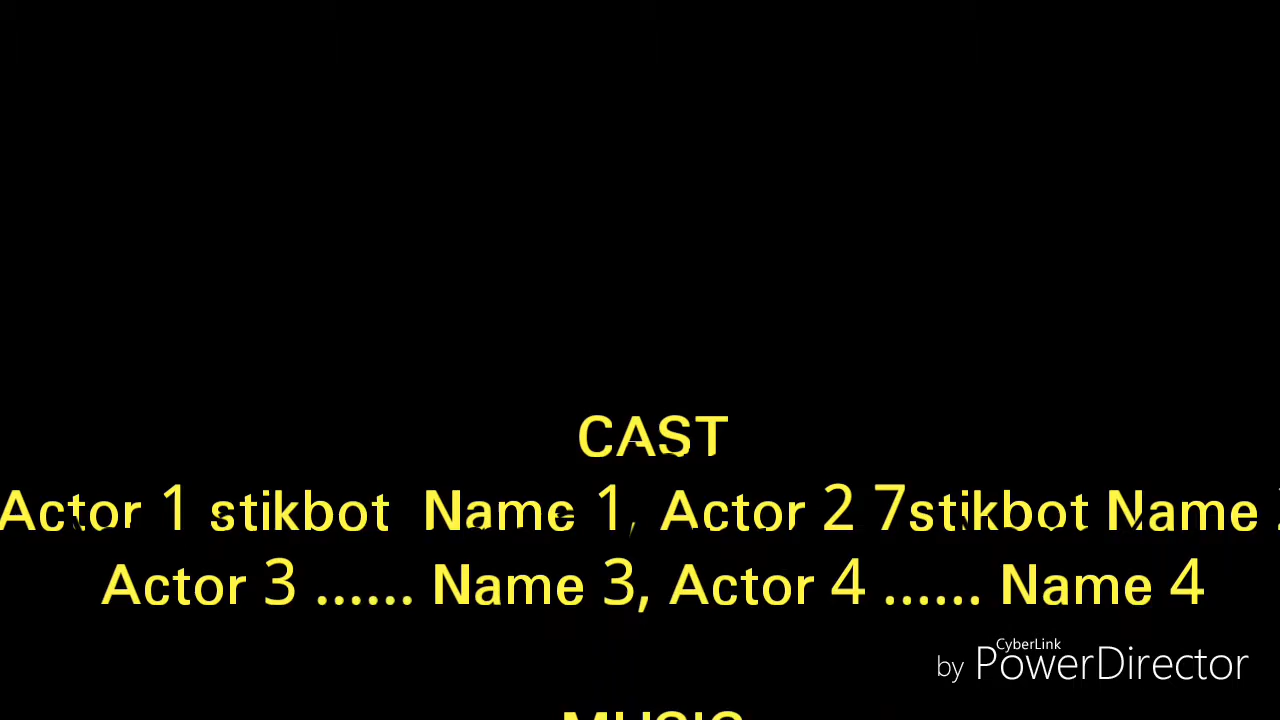 CAST
Actor 1 stikbot Name 1, Actor 2 7stikbot Name
Actor 3 ...... Name 3, Actor 4 ...... Name 4
CyberLink
by PowerDirector
MUSIC